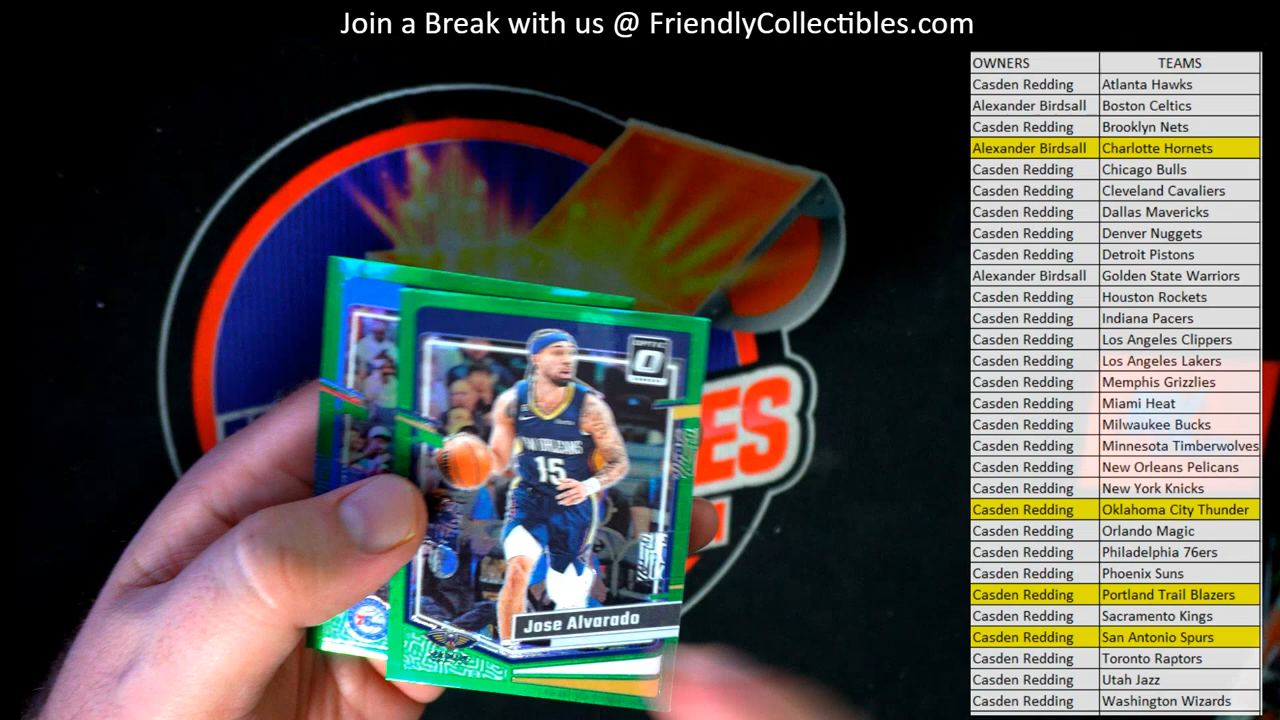 Join a Break with us @ FriendlyCollectibles.com
OWNERS TEAMS
Casden Redding Atlanta Hawks
Alexander Birdsall Boston Celtics
Casden Redding Brooklyn Nets
Alexander Birdsall Charlotte Hornets
Casden Redding Chicago Bulls
Casden Redding Cleveland Cavaliers
Casden Redding Dallas Mavericks
Casden Redding Denver Nuggets
Casden Redding Detroit Pistons
Alexander Birdsall Golden State Warriors
Casden Redding Houston Rockets
Casden Redding Indiana Pacers
Casden Redding Los Angeles Clippers
Casden Redding Los Angeles Lakers
Casden Redding Memphis Grizzlies
Casden Redding Miami Heat
Casden Redding Milwaukee Bucks
Casden Redding Minnesota Timberwolves
Casden Redding New Orleans Pelicans
Casden Redding New York Knicks
Casden Redding Oklahoma City Thunder
Casden Redding Orlando Magic
Casden Redding Philadelphia 76ers
Casden Redding Phoenix Suns
Casden Redding Portland Trail Blazers
Casden Redding Sacramento Kings
Casden Redding San Antonio Spurs
Casden Redding Toronto Raptors
Casden Redding Utah Jazz
Casden Redding Washington Wizards
OPTIC
NEW ORLEANS
15
Jose Alvarado
ES